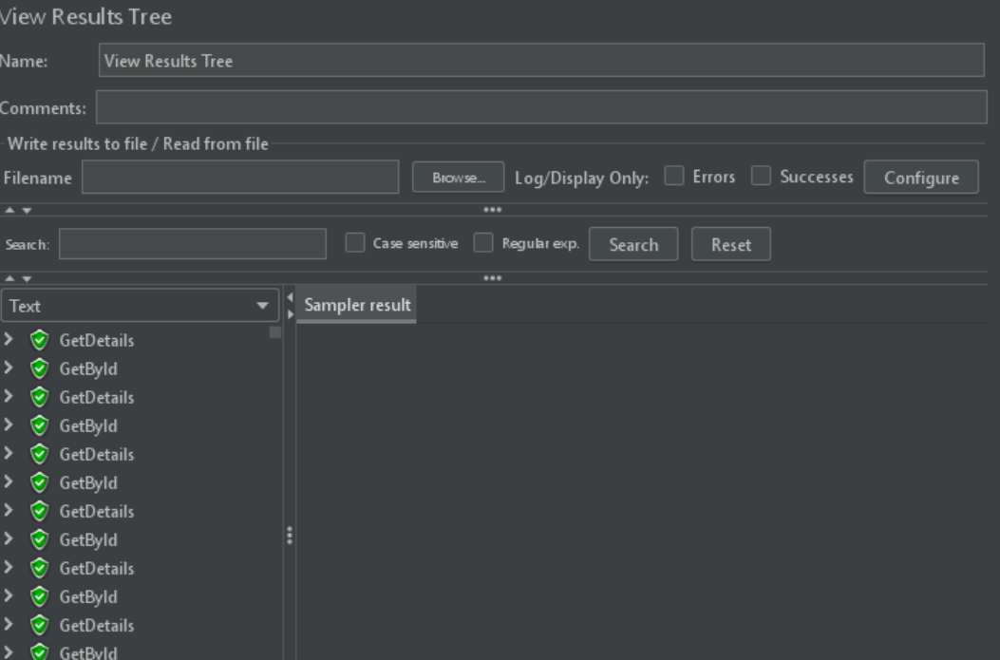 View Results Tree
Name: View Results Tree
Comments:
Write results to file / Read from file
Filename Browse... Log/Display Only: Errors Successes Configure
Search: Case sensitive Regular exp. Search Reset
Text Sampler result
GetDetails
GetById
GetDetails
GetById
GetDetails
GetById
GetDetails
GetById
GetDetails
GetById
GetDetails
GetById